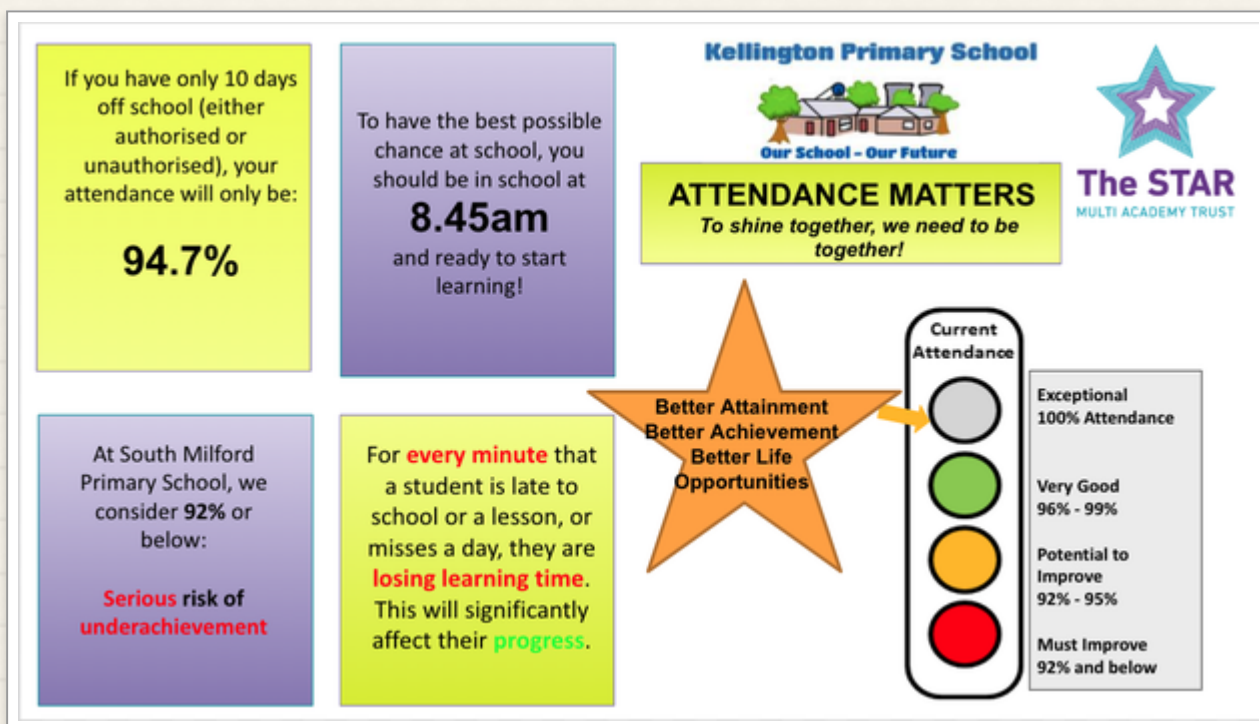 If you have only 10 days
off school (either
authorised or
unauthorised), your
attendance will only be:
94.7%
To have the best possible
chance at school, you
should be in school at
8.45am
and ready to start
learning!
Kellington Primary School
Our School - Our Future
The STAR
MULTI ACADEMY TRUST
ATTENDANCE MATTERS
To shine together, we need to be
together!
At South Milford
Primary School, we
consider 92% or
below:
Serious risk of
underachievement
For every minute that
a student is late to
school or a lesson, or
misses a day, they are
losing learning time.
This will significantly
affect their progress.
Better Attainment
Better Achievement
Better Life
Opportunities
Current
Attendance
Exceptional
100% Attendance
Very Good
96% - 99%
Potential to
Improve
92% - 95%
Must Improve
92% and below